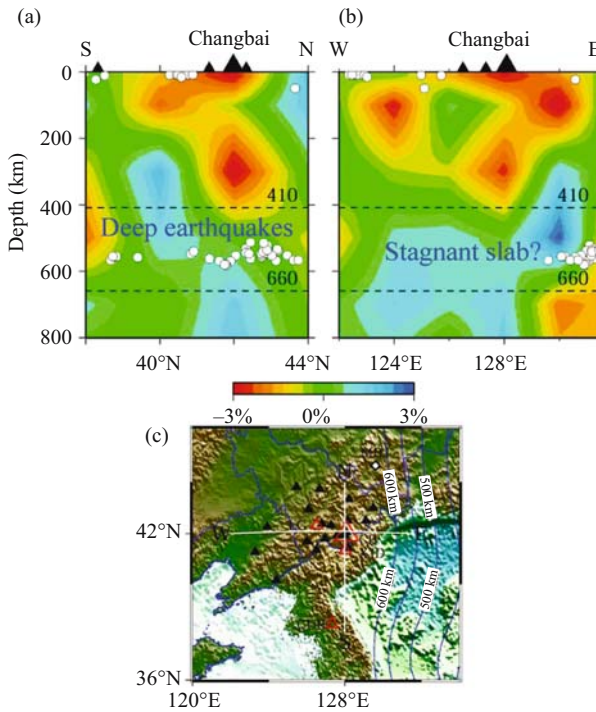 (a)
(b)
Changbai
Changbai
S
N
W
E
0
200
400
600
800
Depth (km)
410
Deep earthquakes
660
410
Stagnant slab?
660
40°N
44°N
124°E
128°E
−3%
0%
3%
(c)
600 km
500 km
600 km
500 km
42°N
36°N
120°E
128°E